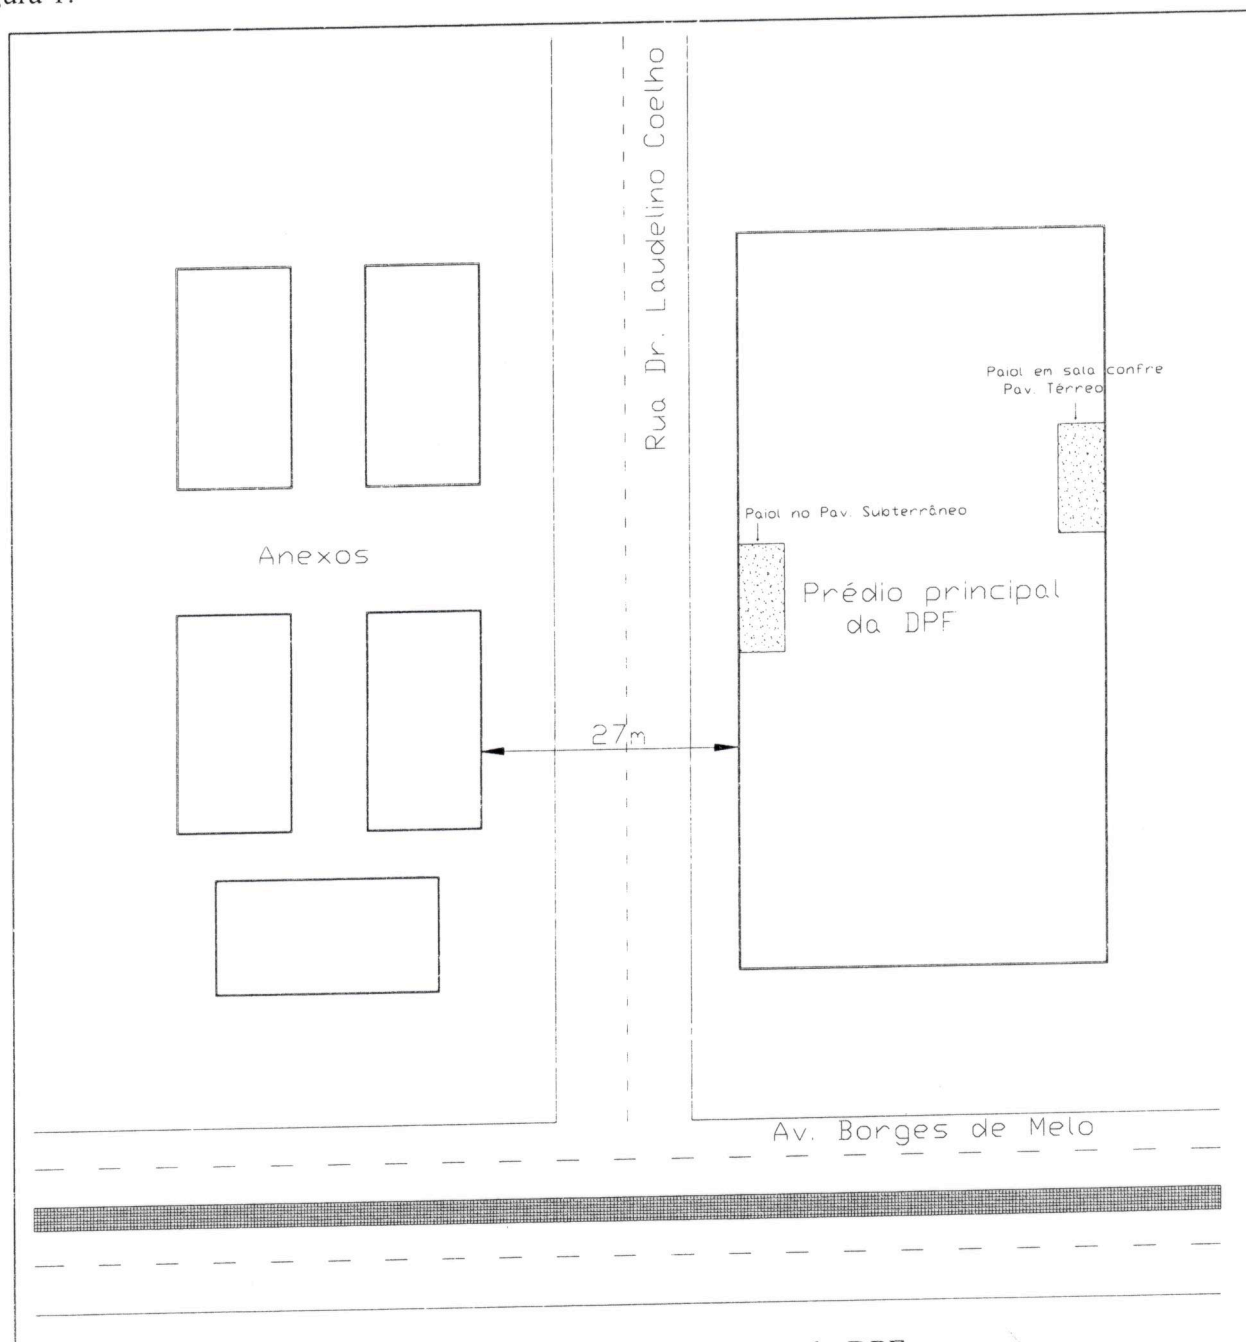 Rua Dr. Laudelino Coelho
Paiol em sala confre
Pav. Térreo
Paiol no Pav. Subterrâneo
Anexos
Prédio principal
da DPF
27m
Av. Borges de Melo